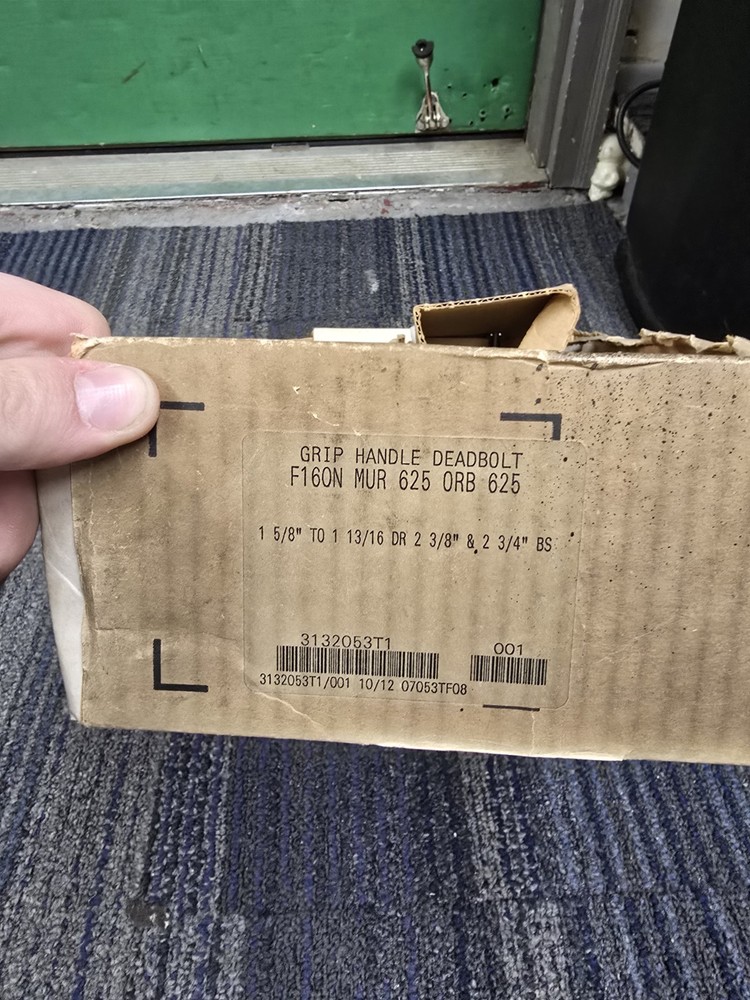 GRIP HANDLE DEADBOLT
F160N MUR 625 ORB 625
1 5/8" TO 1 13/16 DR 2 3/8" & 2 3/4" BS
3132053T1
001
3132053T1/001 10/12 07053TF08